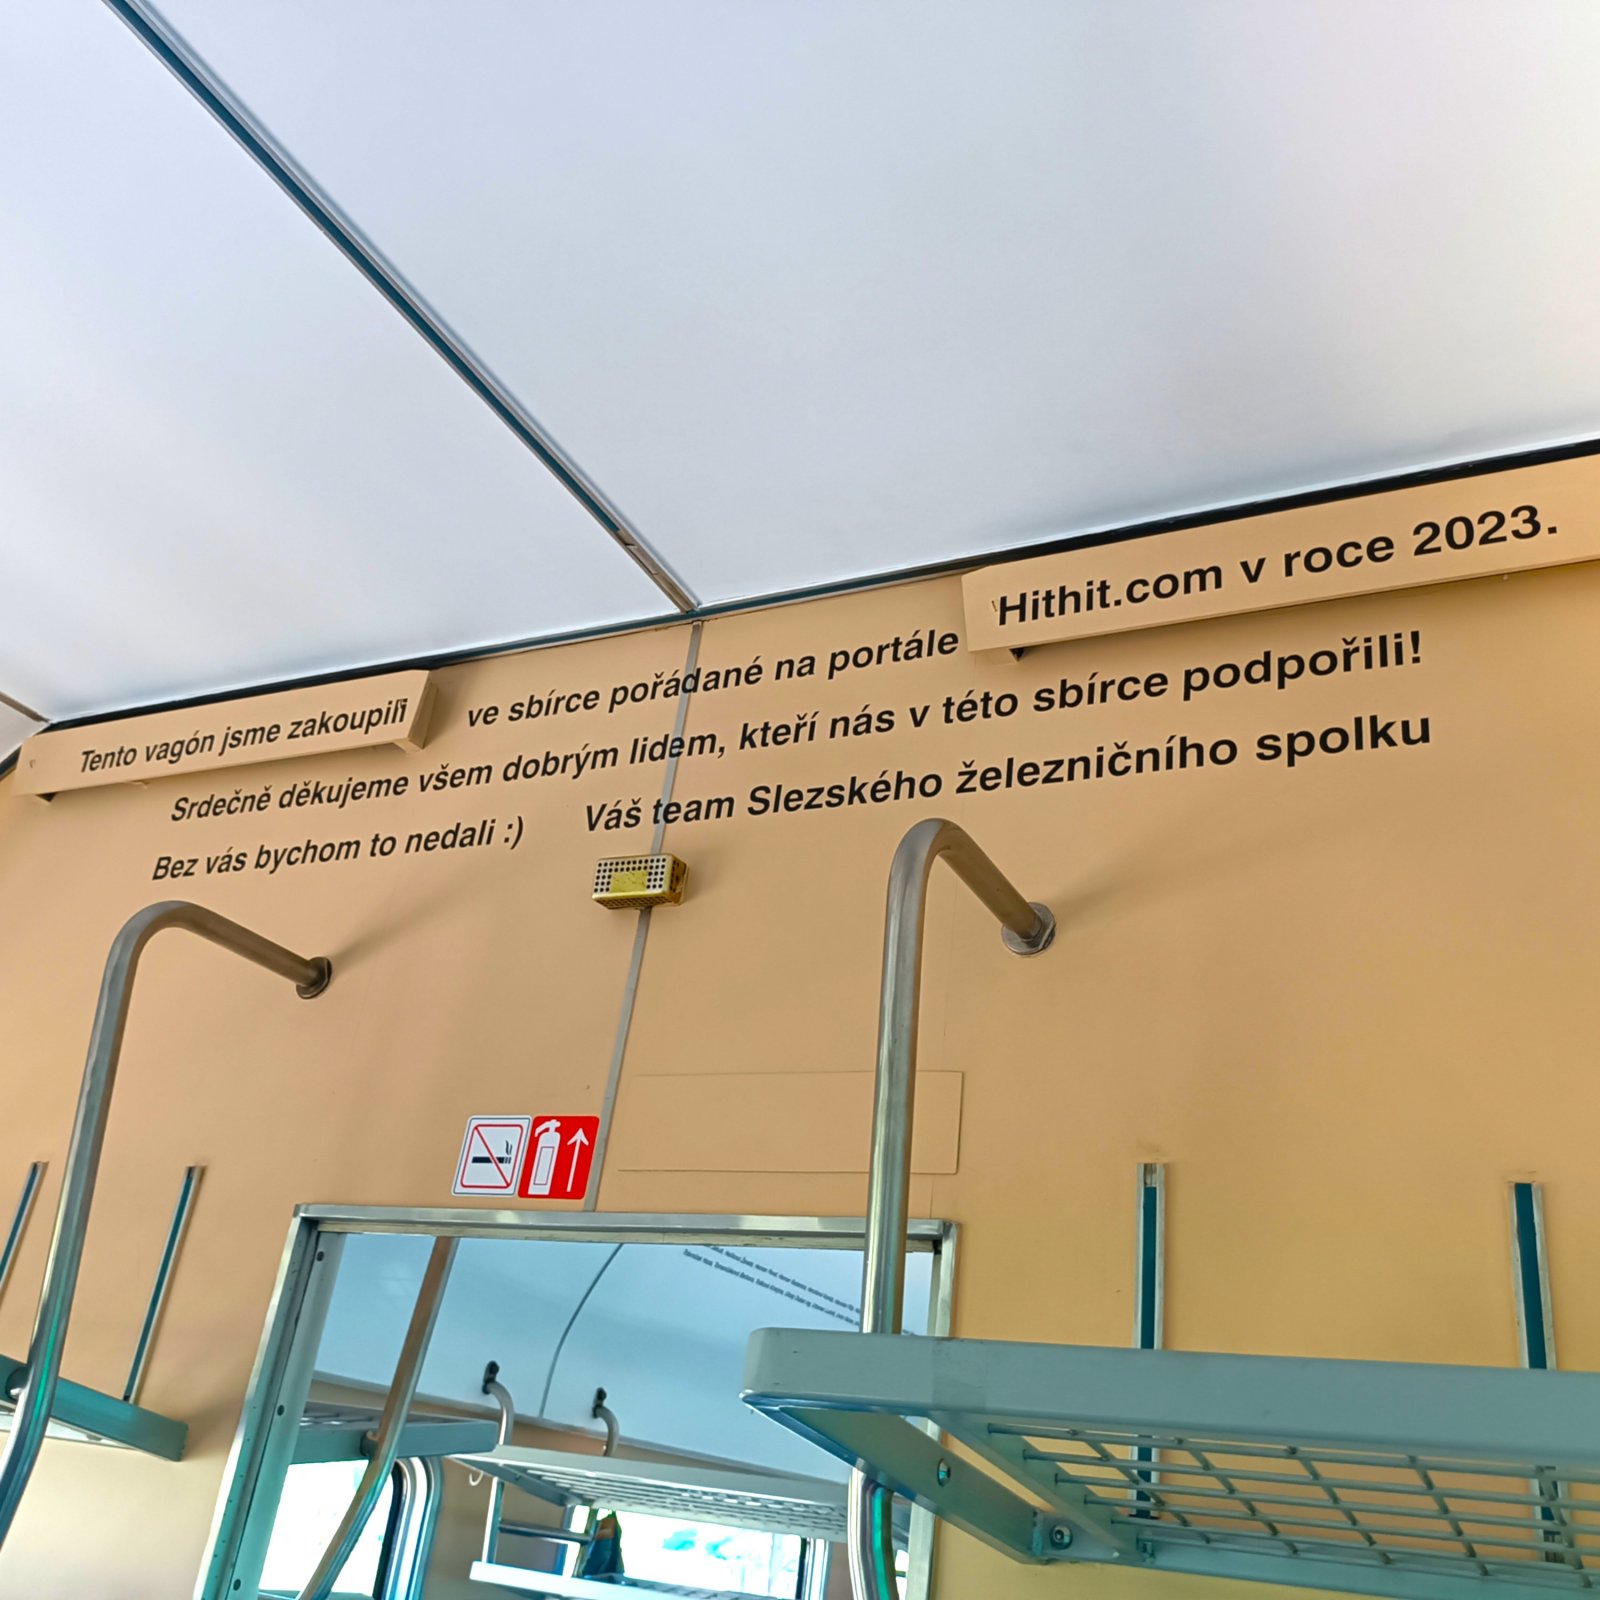 Tento vagón jsme zakoupili ve sbírce pořádané na portále Hithit.com v roce 2023.
Srdečně děkujeme všem dobrým lidem, kteří nás v této sbírce podpořili!
Bez vás bychom to nedali :) Váš team Slezského železničního spolku